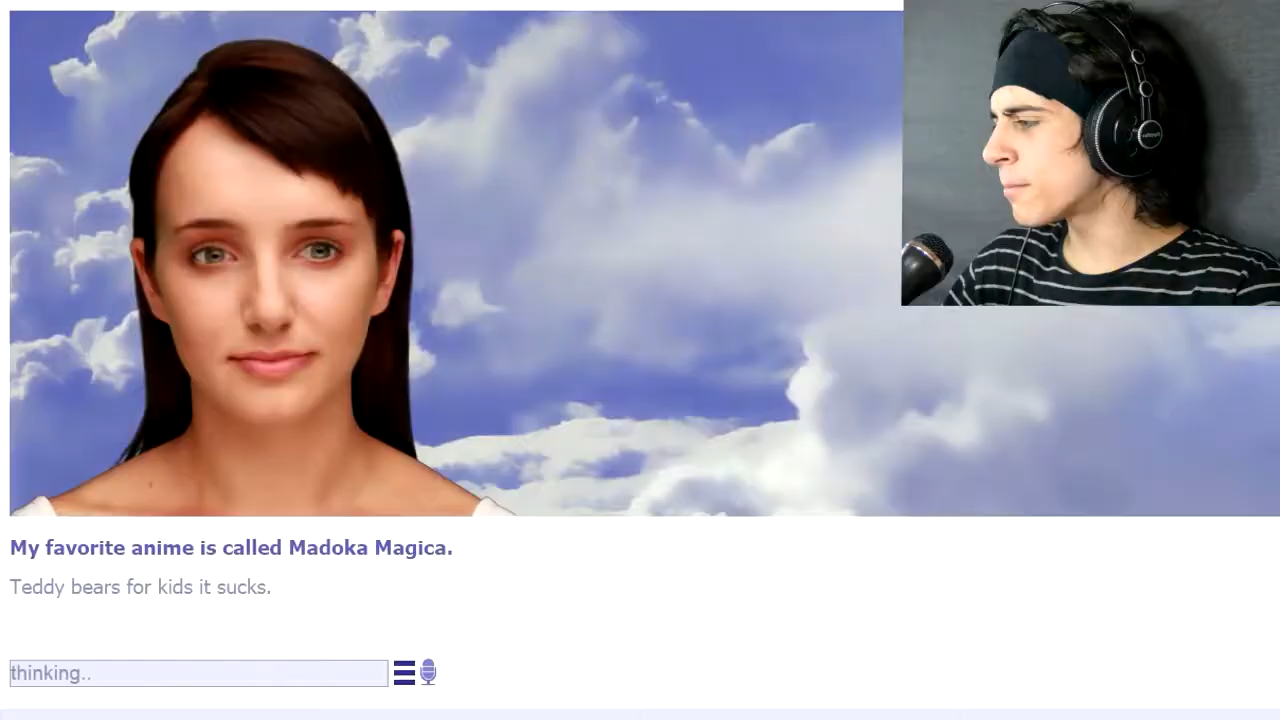 My favorite anime is called Madoka Magica.
Teddy bears for kids it sucks.
thinking..